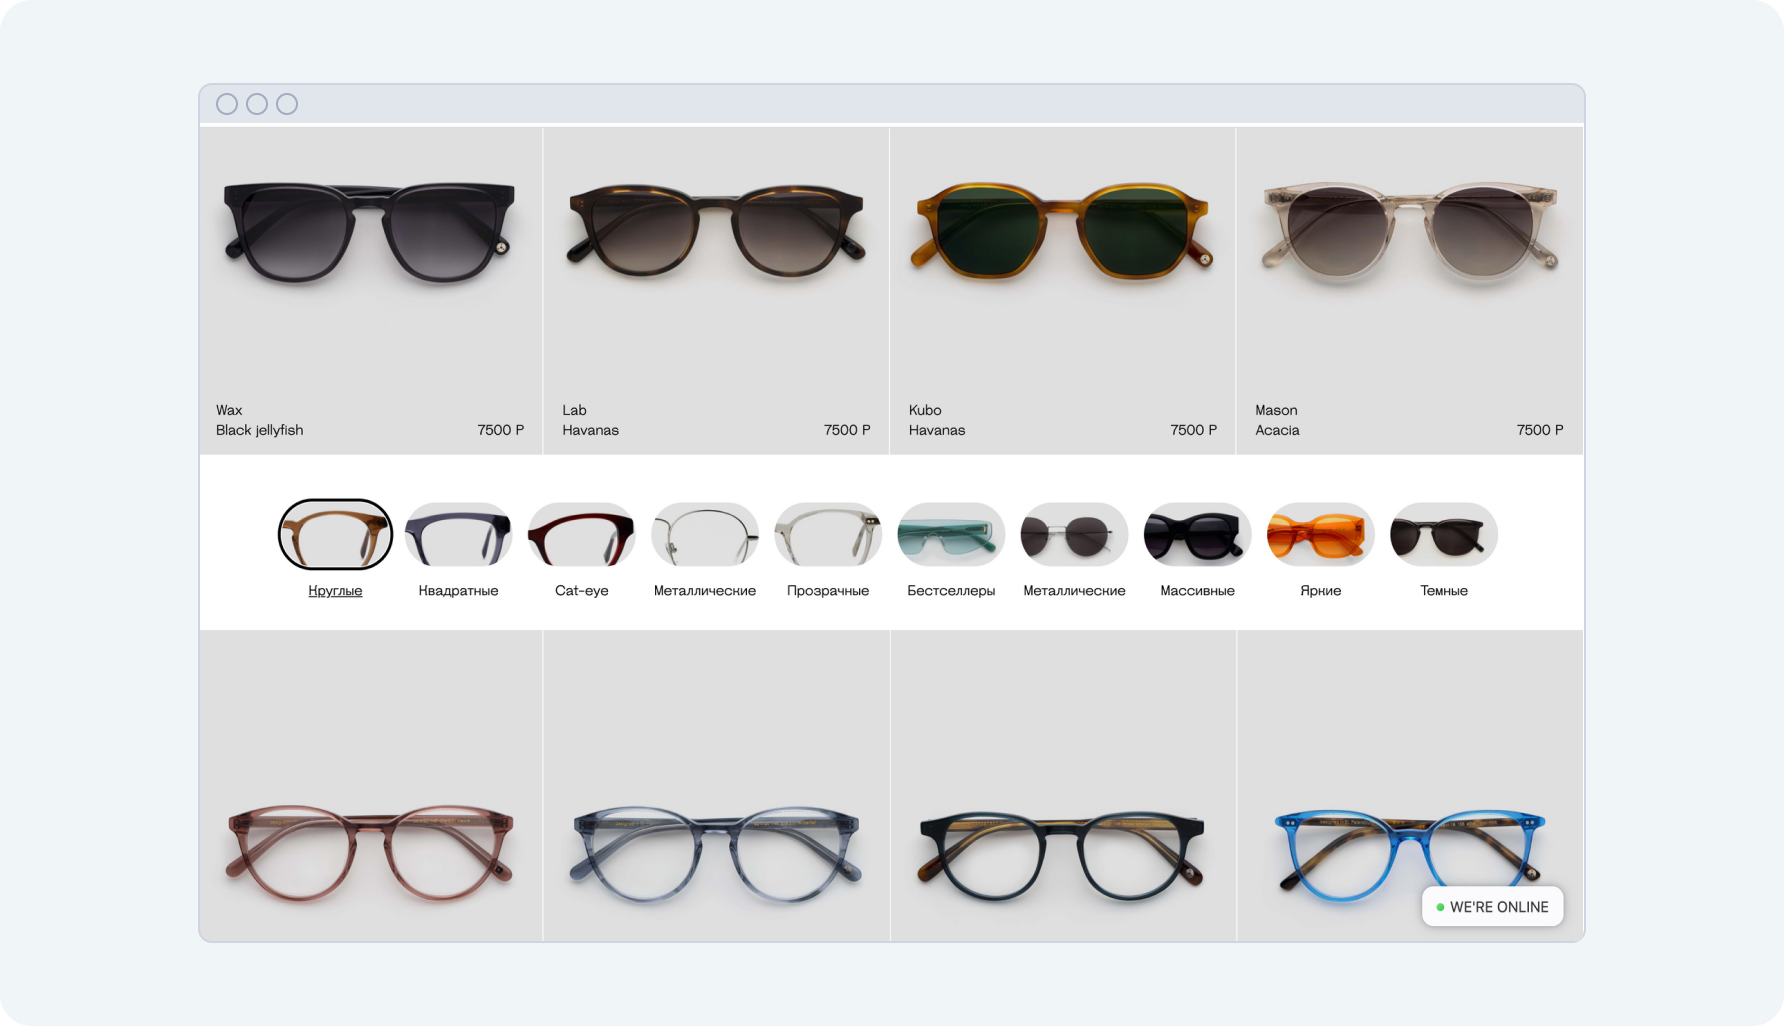 Wax
Black jellyfish
7500 Р
Lab
Havanas
7500 Р
Kubo
Havanas
7500 Р
Mason
Acacia
7500 Р
Круглые
Квадратные
Cat-eye
Металлические
Прозрачные
Бестселлеры
Металлические
Массивные
Яркие
Темные
WE'RE ONLINE